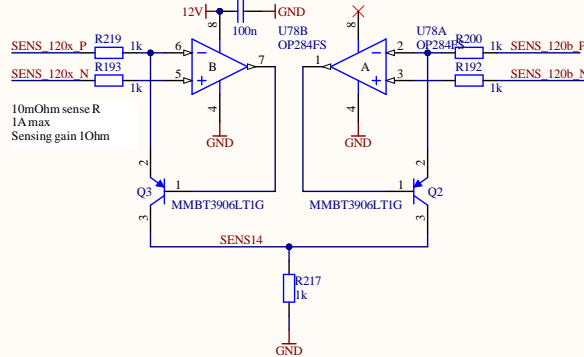 12V
GND
100n
8
8
U78B
OP284FS
U78A
OP284FS
R219
R200
SENS_120x_P
1k
6
B
7
1
A
2
1k
SENS_120b_P
SENS_120x_N
R193
1k
5
3
R192
1k
SENS_120b_N
10mOhm sense R
1A max
Sensing gain 1Ohm
4
4
GND
GND
2
2
Q3
1
1
Q2
MMBT3906LT1G
MMBT3906LT1G
3
3
SENS14
R217
1k
GND